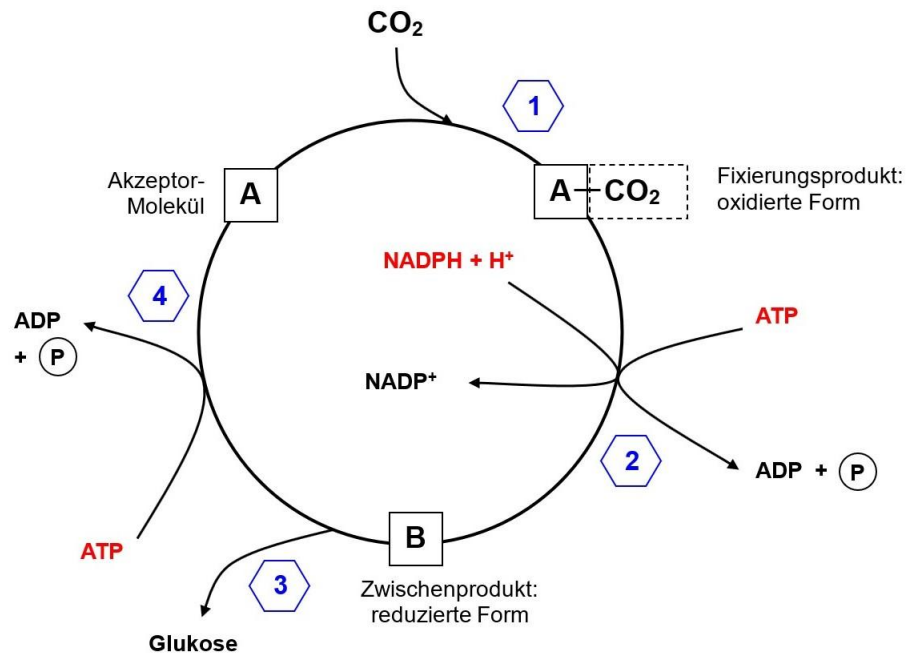 CO₂
1
Akzeptor-
Molekül
A
A
CO₂
Fixierungsprodukt:
oxidierte Form
NADPH + H⁺
4
ADP
+ P
ATP
NADP⁺
2
ADP + P
ATP
B
3
Zwischenprodukt:
reduzierte Form
Glukose